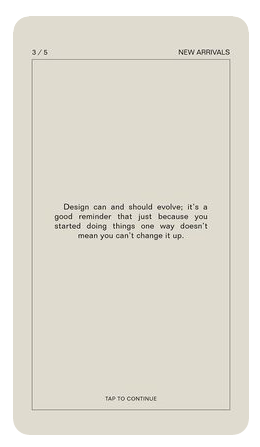 3 / 5 NEW ARRIVALS
Design can and should evolve; it's a
good reminder that just because you
started doing things one way doesn't
mean you can't change it up.
TAP TO CONTINUE